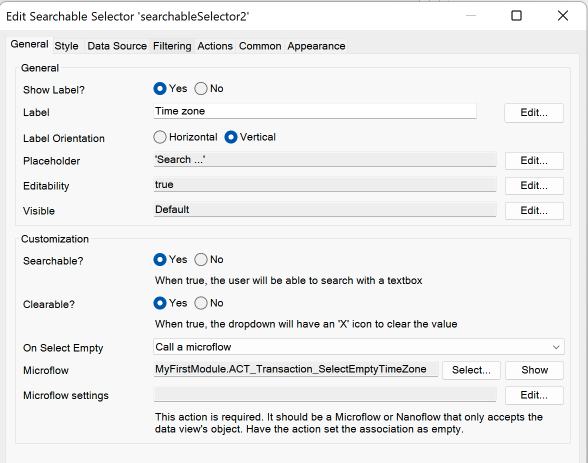 Edit Searchable Selector 'searchableSelector2'
General Style Data Source Filtering Actions Common Appearance
General
Show Label? Yes No
Label Time zone Edit...
Label Orientation Horizontal Vertical
Placeholder 'Search ...' Edit...
Editability true Edit...
Visible Default Edit...
Customization
Searchable? Yes No
When true, the user will be able to search with a textbox
Clearable? Yes No
When true, the dropdown will have an 'X' icon to clear the value
On Select Empty Call a microflow
Microflow MyFirstModule.ACT_Transaction_SelectEmptyTimeZone Select... Show
Microflow settings Edit...
This action is required. It should be a Microflow or Nanoflow that only accepts the
data view's object. Have the action set the association as empty.